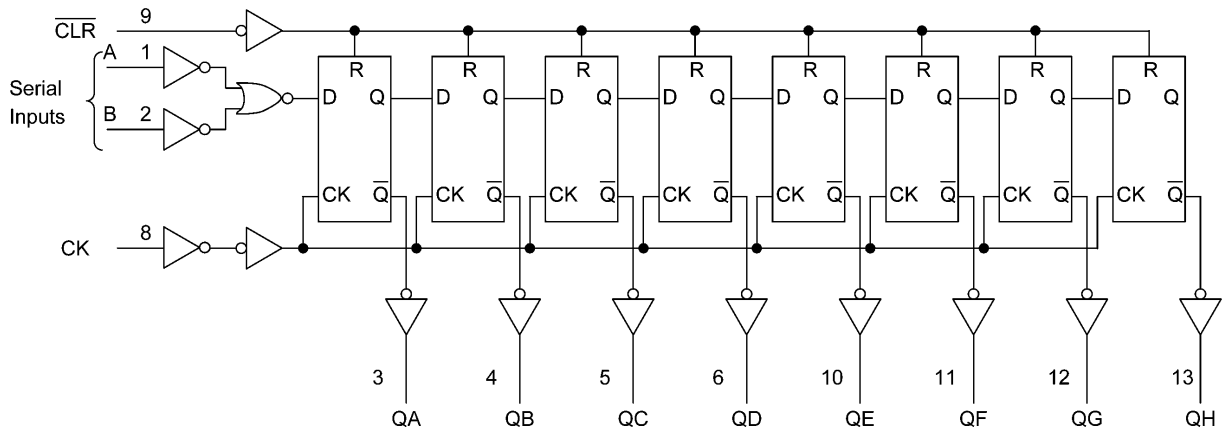 C̅L̅R̅ 9
A 1
Serial
Inputs
B 2
R R R R R R R R
D Q D Q D Q D Q D Q D Q D Q D
CK Q̅ CK Q̅ CK Q̅ CK Q̅ CK Q̅ CK Q̅ CK Q̅ CK Q̅
CK 8
3 4 5 6 10 11 12 13
QA QB QC QD QE QF QG QH